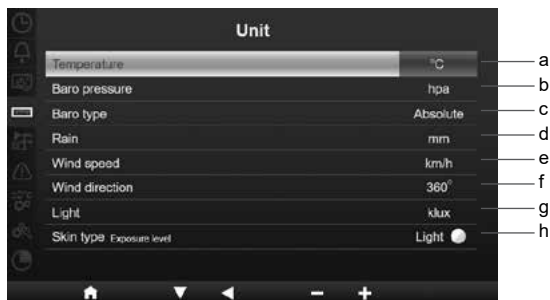 Unit
Temperature °C a
Baro pressure hpa b
Baro type Absolute c
Rain mm d
Wind speed km/h e
Wind direction 360° f
Light klux g
Skin type Exposure level Light h